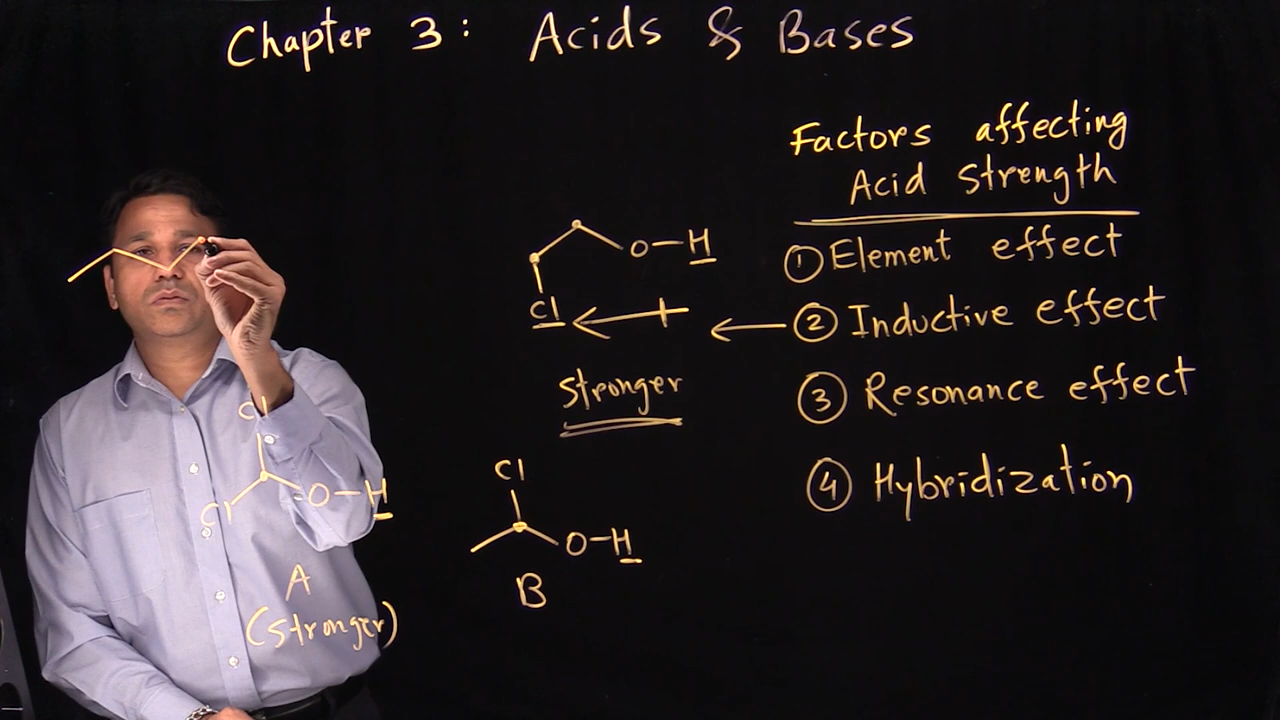 Chapter 3: Acids & Bases
Factors affecting
Acid Strength
① Element effect
② Inductive effect
③ Resonance effect
④ Hybridization
O-H
Cl
Stronger
Cl
Cl O-H
A
(Stronger)
Cl
O-H
B